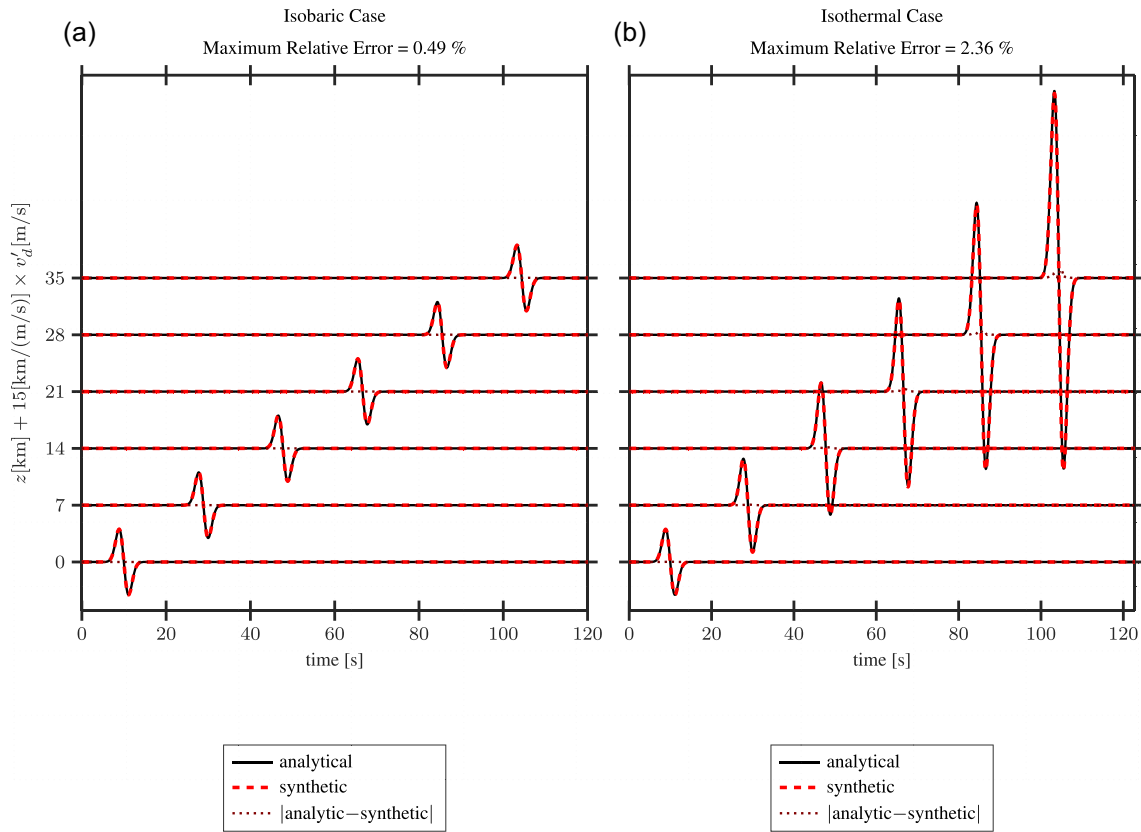 (a)
Isobaric Case
Maximum Relative Error = 0.49 %
(b)
Isothermal Case
Maximum Relative Error = 2.36 %
z[km] + 15[km/(m/s)] × v′d[m/s]
35
28
21
14
7
0
0 20 40 60 80 100 120
time [s]
0 20 40 60 80 100 120
time [s]
analytical
synthetic
|analytic−synthetic|
analytical
synthetic
|analytic−synthetic|